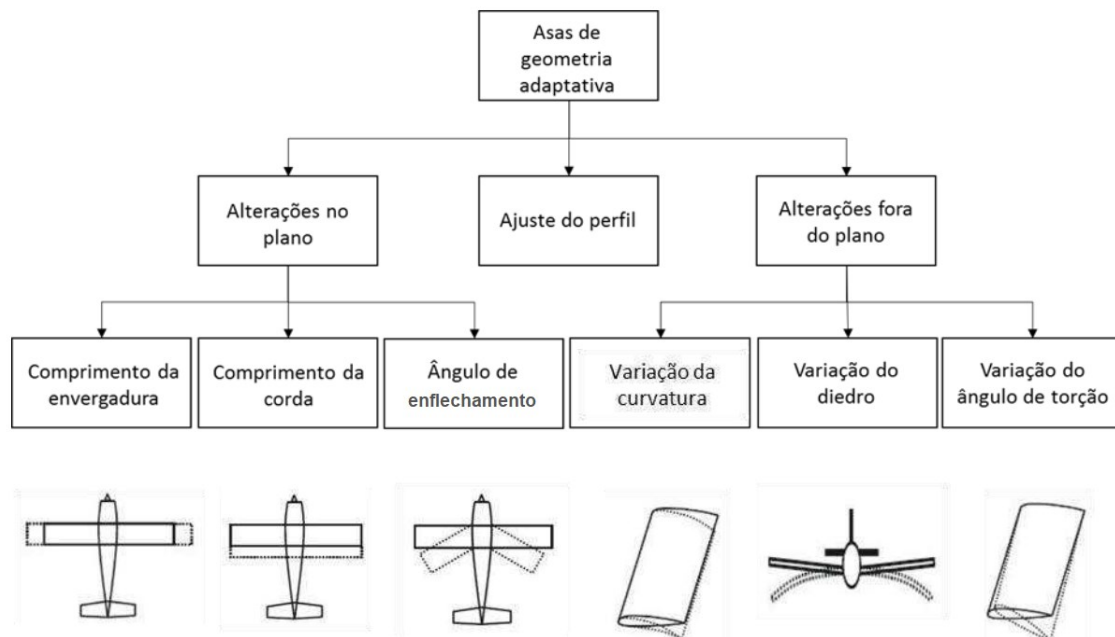 Asas de
geometria
adaptativa
Alterações no
plano
Ajuste do perfil
Alterações fora
do plano
Comprimento da
envergadura
Comprimento da
corda
Ângulo de
enflechamento
Variação da
curvatura
Variação do
diedro
Variação do
ângulo de torção